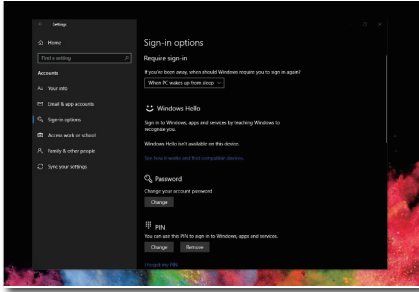 Settings
Home
Find a setting
Accounts
Your info
Email & app accounts
Sign-in options
Access work or school
Family & other people
Sync your settings
Sign-in options
Require sign-in
If you've been away, when should Windows require you to sign in again?
When PC wakes up from sleep
Windows Hello
Sign in to Windows, apps and services by teaching Windows to
recognise you.
Windows Hello isn't available on this device.
See how it works and find compatible devices.
Password
Change your account password
Change
PIN
You can use this PIN to sign in to Windows, apps and services.
Change Remove
I forgot my PIN